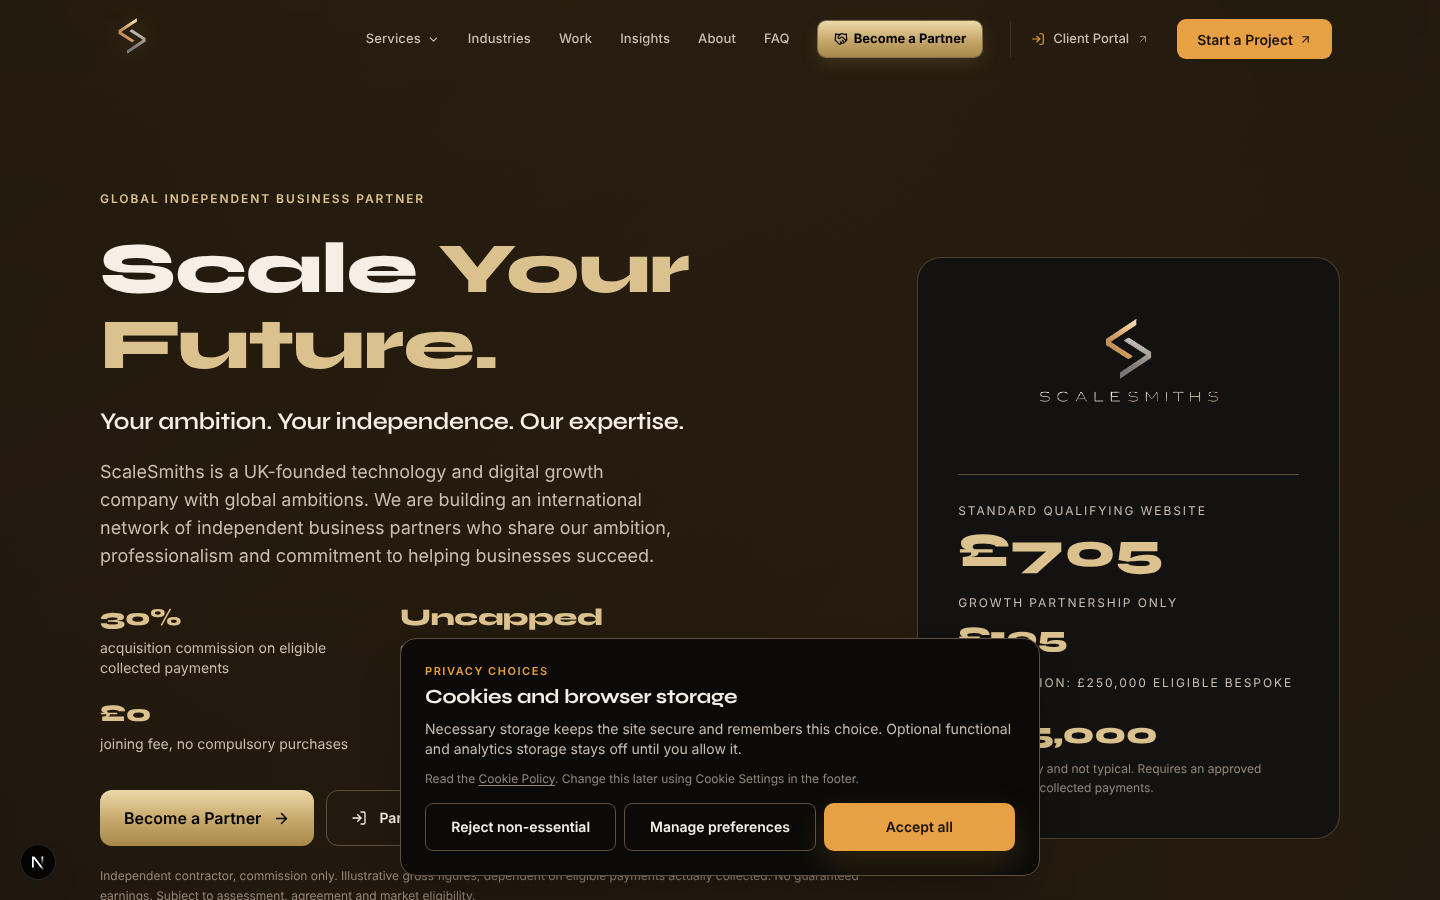 Services
Industries
Work
Insights
About
FAQ
Become a Partner
Client Portal
Start a Project
GLOBAL INDEPENDENT BUSINESS PARTNER
Scale Your
Future.
Your ambition. Your independence. Our expertise.
ScaleSmiths is a UK-founded technology and digital growth
company with global ambitions. We are building an international
network of independent business partners who share our ambition,
professionalism and commitment to helping businesses succeed.
30%
acquisition commission on eligible
collected payments
Uncapped
£0
joining fee, no compulsory purchases
Become a Partner
Independent contractor, commission only. Illustrative gross figures, dependent on eligible payments actually collected. No guaranteed
earnings. Subject to assessment, agreement and market eligibility.
SCALESMITHS
STANDARD QUALIFYING WEBSITE
£705
GROWTH PARTNERSHIP ONLY
£195
ION: £250,000 ELIGIBLE BESPOKE
5,000
and not typical. Requires an approved
collected payments.
PRIVACY CHOICES
Cookies and browser storage
Necessary storage keeps the site secure and remembers this choice. Optional functional
and analytics storage stays off until you allow it.
Read the Cookie Policy. Change this later using Cookie Settings in the footer.
Reject non-essential
Manage preferences
Accept all
N